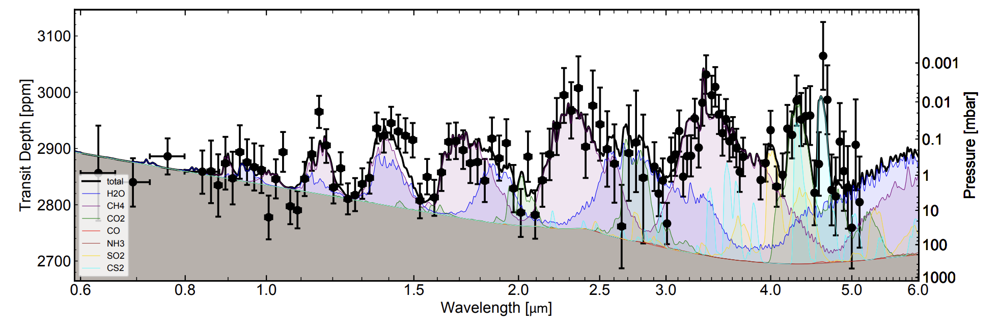 3100
3000
2900
2800
2700
Transit Depth [ppm]
total
H2O
CH4
CO2
CO
NH3
SO2
CS2
0.001
0.01
0.1
1
10
100
1000
Pressure [mbar]
0.6 0.8 1.0 1.5 2.0 2.5 3.0 4.0 5.0 6.0
Wavelength [μm]